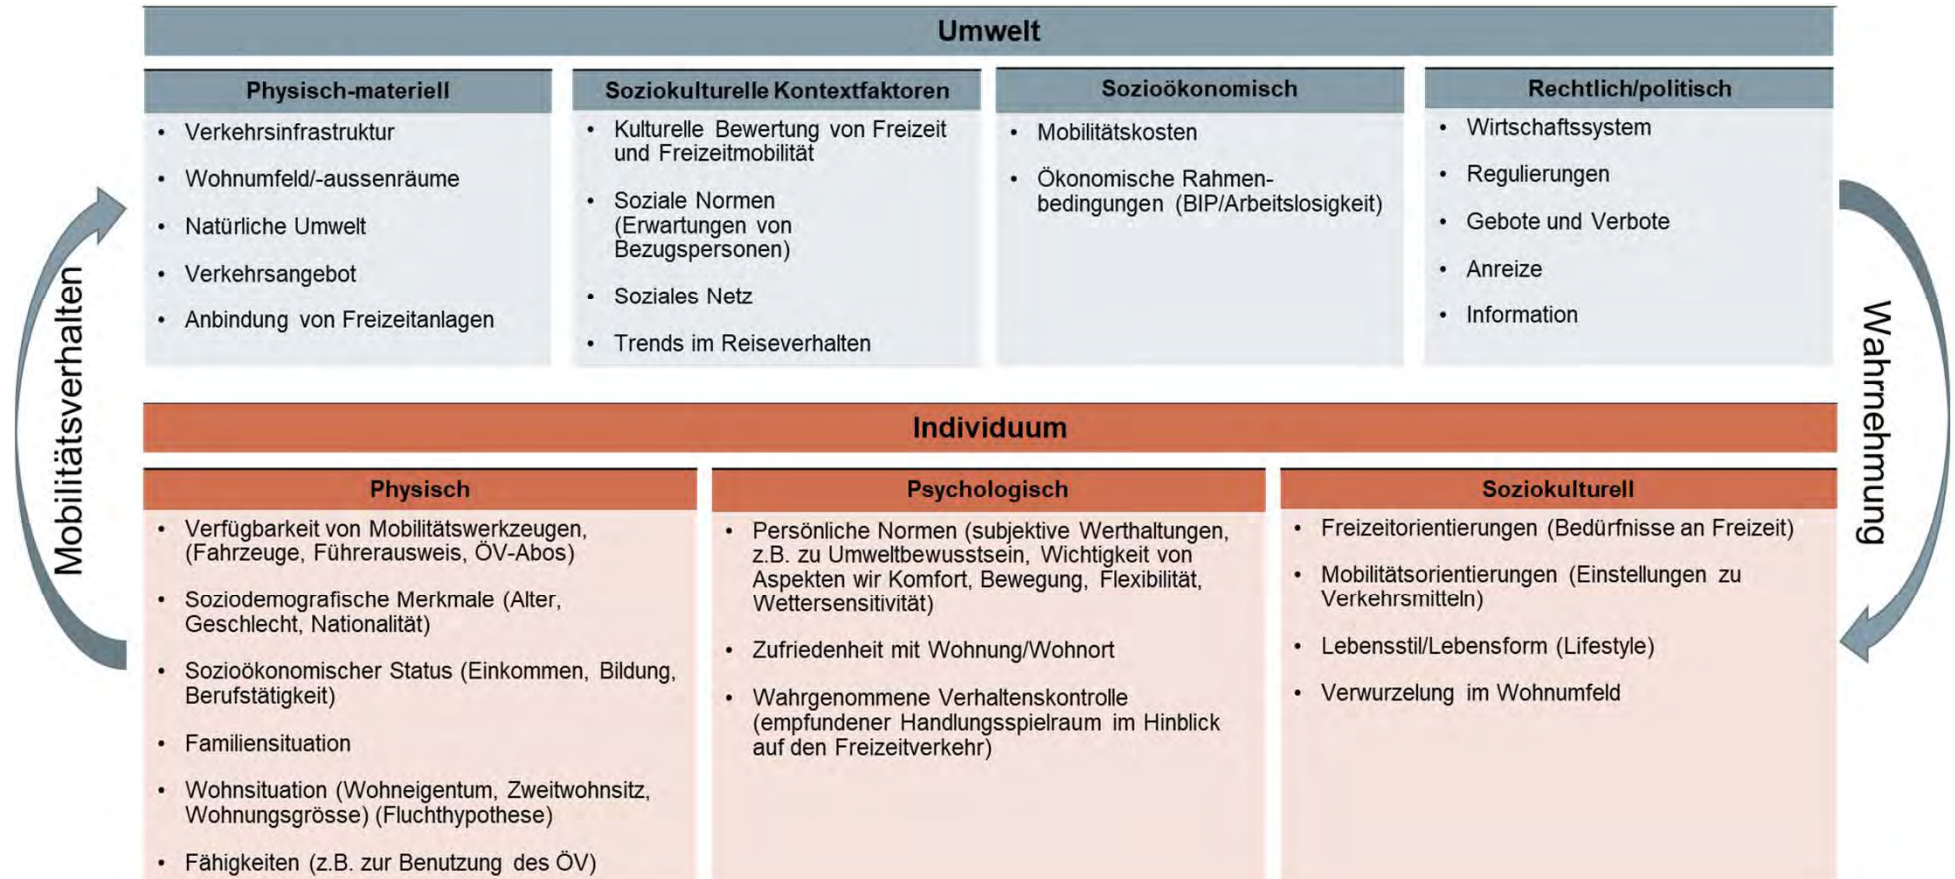 Umwelt
Physisch-materiell
• Verkehrsinfrastruktur
• Wohnumfeld/-aussenräume
• Natürliche Umwelt
• Verkehrsangebot
• Anbindung von Freizeitanlagen
Soziokulturelle Kontextfaktoren
• Kulturelle Bewertung von Freizeit
und Freizeitmobilität
• Soziale Normen
(Erwartungen von
Bezugspersonen)
• Soziales Netz
• Trends im Reiseverhalten
Sozioökonomisch
• Mobilitätskosten
• Ökonomische Rahmen-
bedingungen (BIP/Arbeitslosigkeit)
Rechtlich/politisch
• Wirtschaftssystem
• Regulierungen
• Gebote und Verbote
• Anreize
• Information
Mobilitätsverhalten
Wahrnehmung
Individuum
Physisch
• Verfügbarkeit von Mobilitätswerkzeugen,
(Fahrzeuge, Führerausweis, ÖV-Abos)
• Soziodemografische Merkmale (Alter,
Geschlecht, Nationalität)
• Sozioökonomischer Status (Einkommen, Bildung,
Berufstätigkeit)
• Familiensituation
• Wohnsituation (Wohneigentum, Zweitwohnsitz,
Wohnungsgrösse) (Fluchthypothese)
• Fähigkeiten (z.B. zur Benutzung des ÖV)
Psychologisch
• Persönliche Normen (subjektive Werthaltungen,
z.B. zu Umweltbewusstsein, Wichtigkeit von
Aspekten wir Komfort, Bewegung, Flexibilität,
Wettersensitivität)
• Zufriedenheit mit Wohnung/Wohnort
• Wahrgenommene Verhaltenskontrolle
(empfundener Handlungsspielraum im Hinblick
auf den Freizeitverkehr)
Soziokulturell
• Freizeitorientierungen (Bedürfnisse an Freizeit)
• Mobilitätsorientierungen (Einstellungen zu
Verkehrsmitteln)
• Lebensstil/Lebensform (Lifestyle)
• Verwurzelung im Wohnumfeld